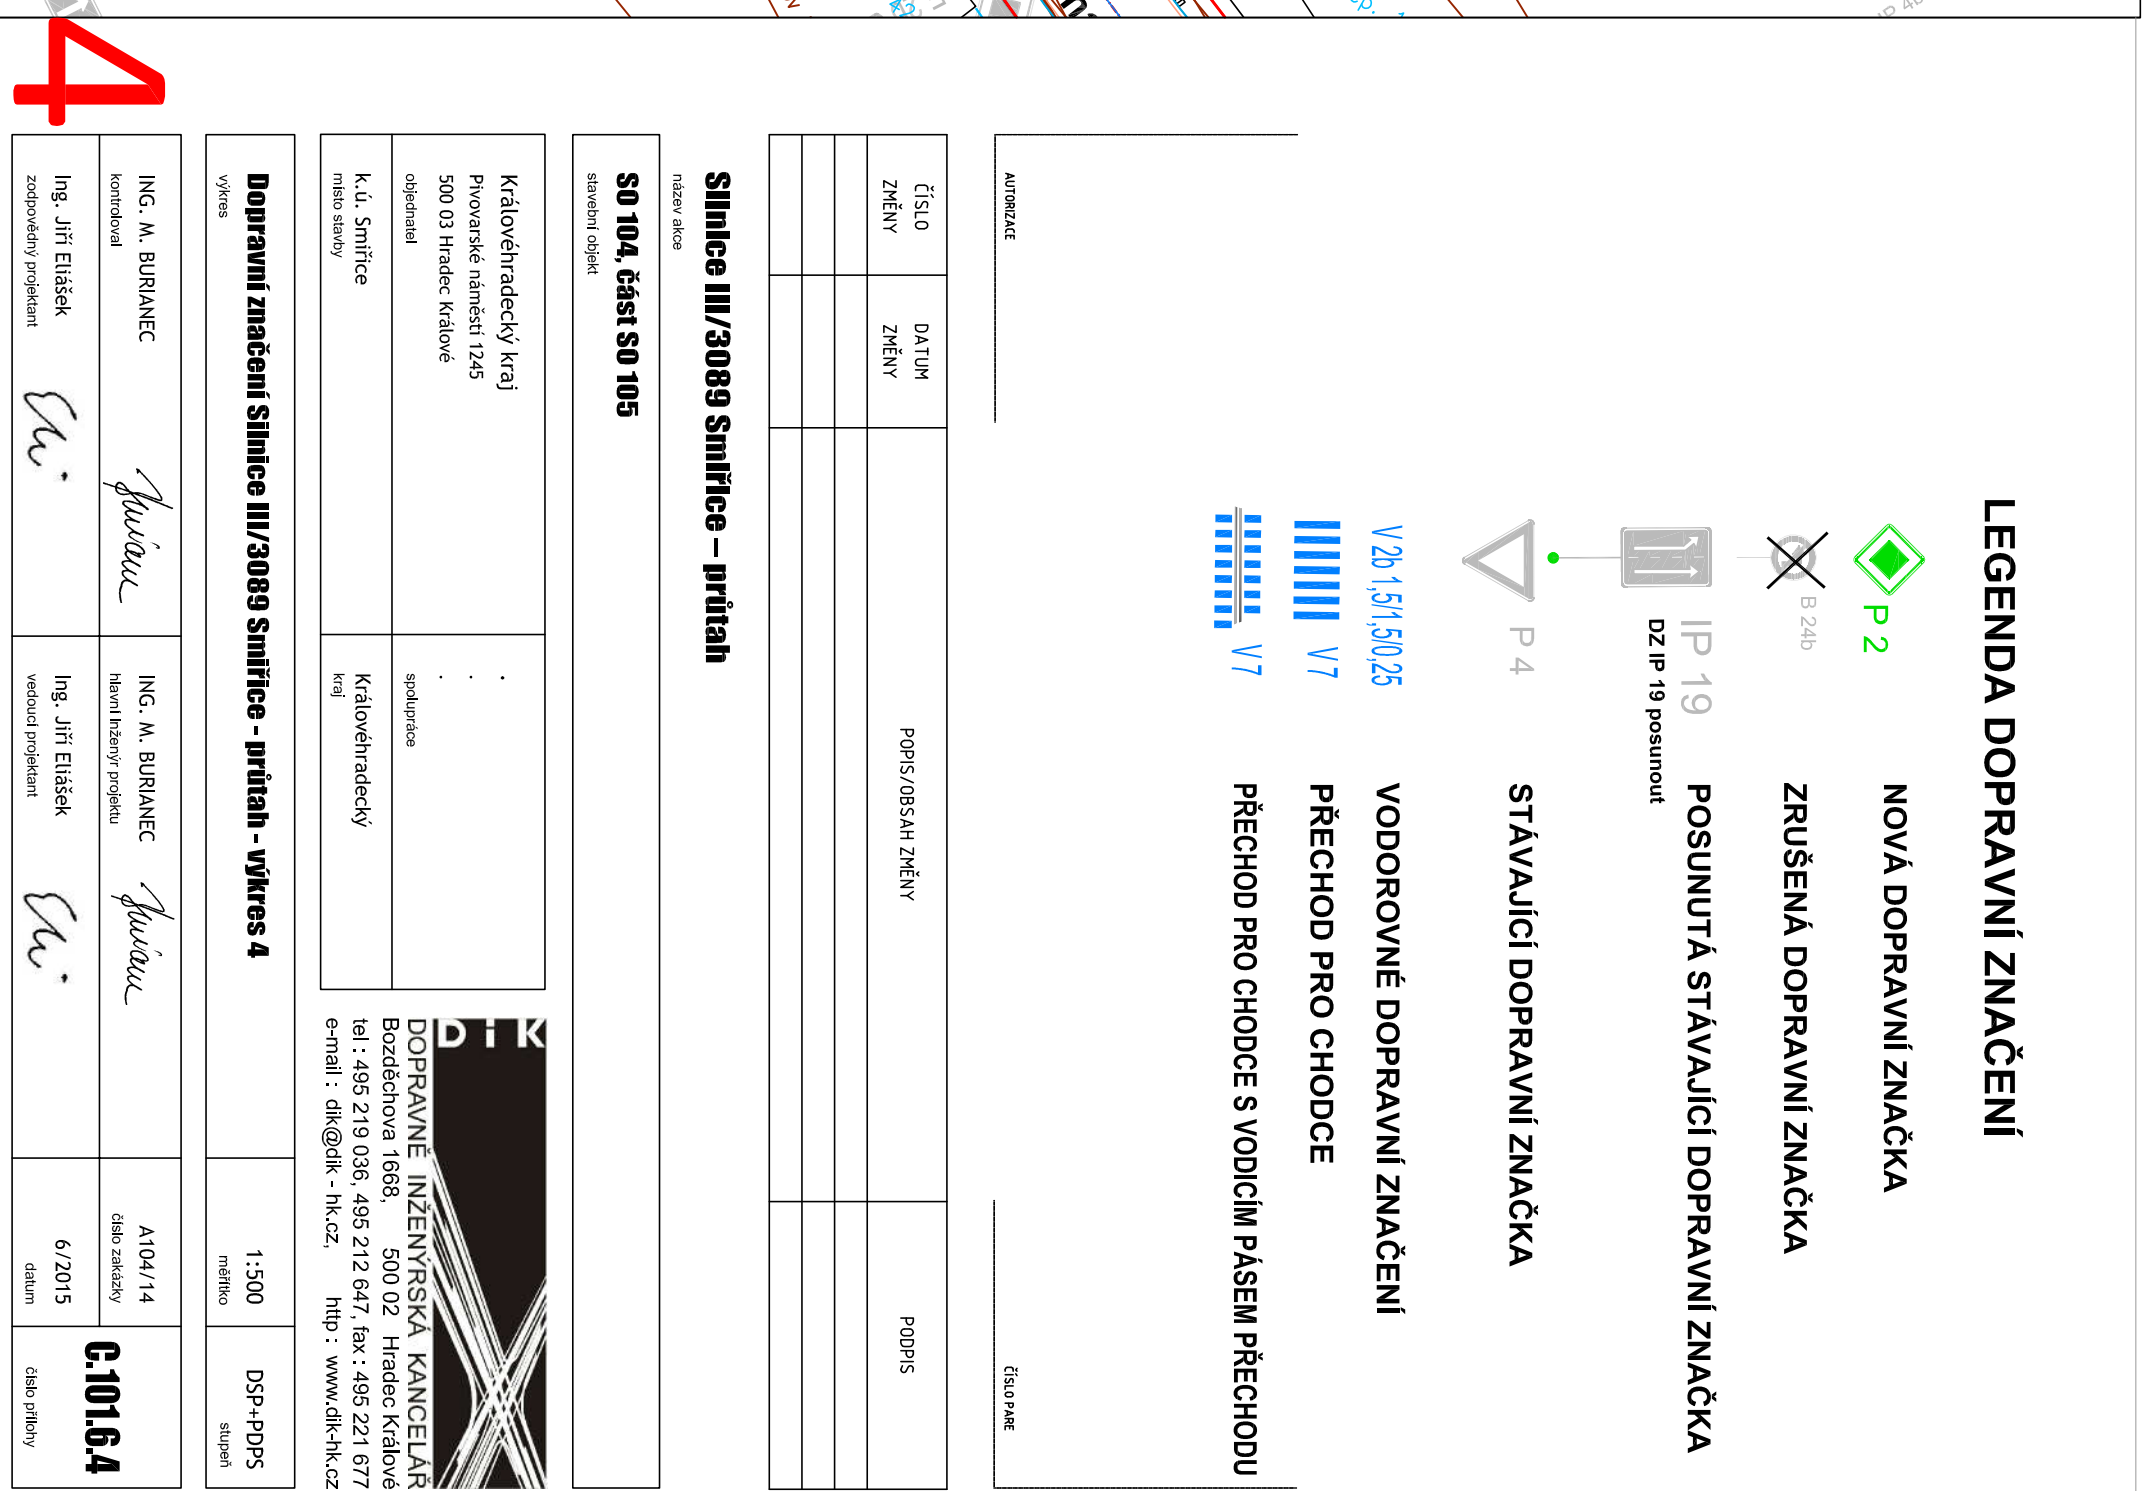 LEGENDA DOPRAVNÍ ZNAČENÍ
P 2
NOVÁ DOPRAVNÍ ZNAČKA
B 24b
ZRUŠENÁ DOPRAVNÍ ZNAČKA
IP 19
DZ IP 19 posunout
POSUNUTÁ STÁVAJÍCÍ DOPRAVNÍ ZNAČKA
P 4
STÁVAJÍCÍ DOPRAVNÍ ZNAČKA
V 2b 1,5/1,5/0,25
VODOROVNÉ DOPRAVNÍ ZNAČENÍ
V 7
PŘECHOD PRO CHODCE
V 7
PŘECHOD PRO CHODCE S VODICÍM PÁSEM PŘECHODU
AUTORIZACE
ČÍSLO PARE
ČÍSLO ZMĚNY
DATUM ZMĚNY
POPIS/OBSAH ZMĚNY
PODPIS
Silnice III/3089 Smiřice – průtah
název akce
SO 104, část SO 105
stavební objekt
Královéhradecký kraj
Pivovarské náměstí 1245
500 03 Hradec Králové
objednatel
spolupráce
k.ú. Smiřice
místo stavby
Královéhradecký
kraj
DiK
DOPRAVNĚ INŽENÝRSKÁ KANCELÁŘ
Bozděchova 1668, 500 02 Hradec Králové
tel : 495 219 036, 495 212 647, fax : 495 221 677
e-mail : dik@dik - hk.cz, http : www.dik-hk.cz
Dopravní značení Silnice III/3089 Smiřice - průtah - výkres 4
výkres
1:500
měřítko
DSP+PDPS
stupeň
ING. M. BURIANEC
kontroloval
ING. M. BURIANEC
hlavní inženýr projektu
A104/14
číslo zakázky
Ing. Jiří Eliášek
zodpovědný projektant
Ing. Jiří Eliášek
vedoucí projektant
6/2015
datum
C.101.6.4
číslo přílohy
4